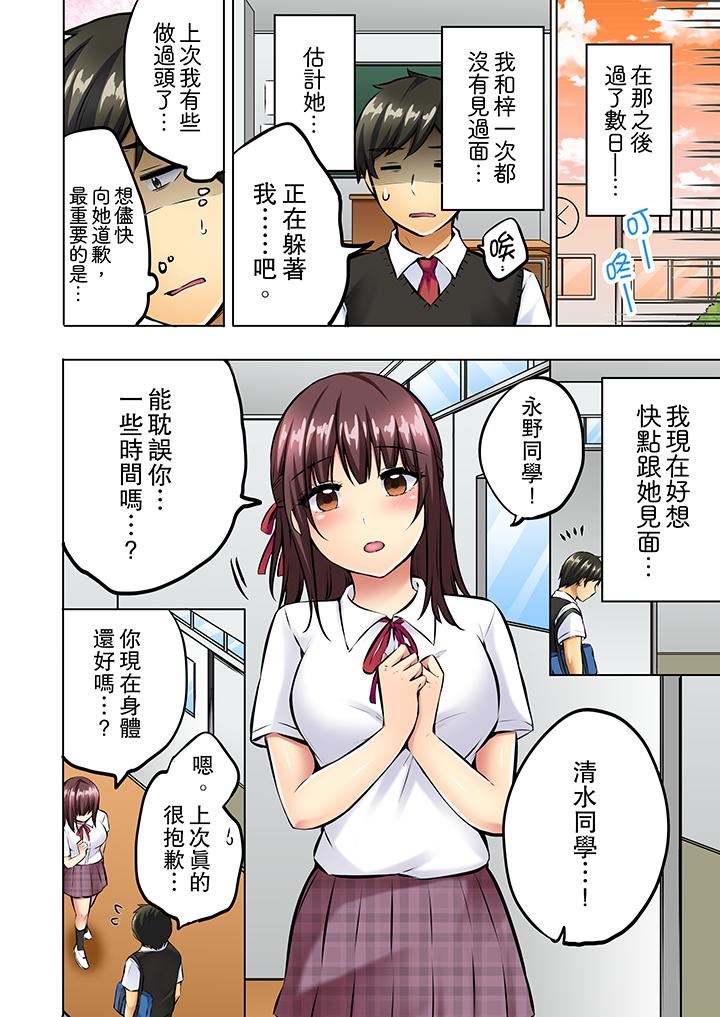 在那之後
過了數日—…
叮—
咚—
我和梓一次都
沒有見過面…
唉…
估計她…
正在躲著
我……吧。
上次我有些
做過頭了…
想儘快
向她道歉，
最重要的是…
我現在好想
快點跟她見面…
永野同學！
能耽誤你…
一些時間嗎…？
清水同學…！
你現在身體
還好嗎…？
嗯。上次真的
很抱歉…